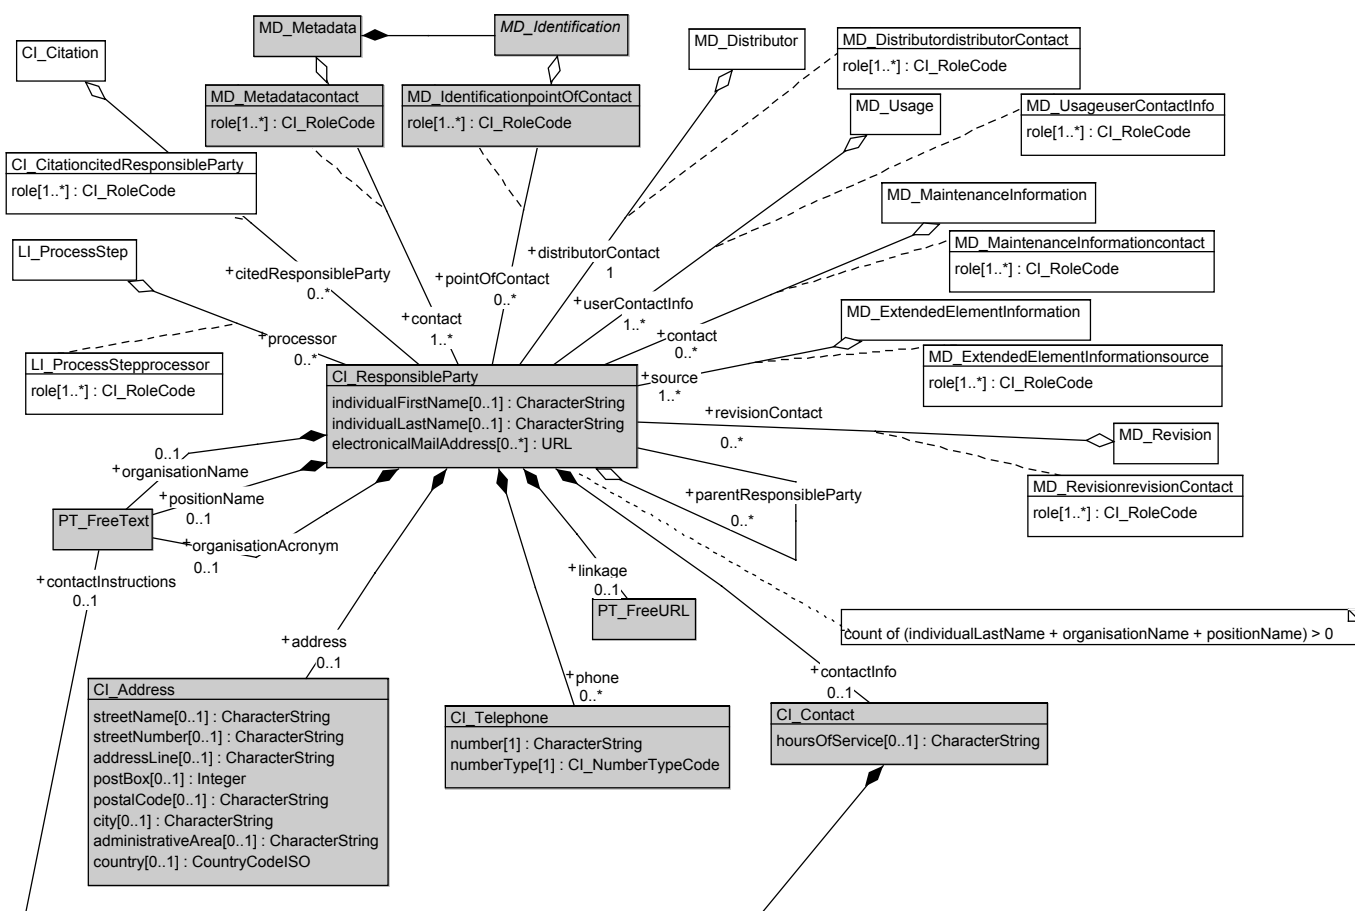 MD_Metadata
MD_Identification
CI_Citation
MD_Distributor
MD_DistributordistributorContact
role[1..*] : CI_RoleCode
MD_Metadatacontact
role[1..*] : CI_RoleCode
MD_IdentificationpointOfContact
role[1..*] : CI_RoleCode
MD_Usage
MD_UsageuserContactInfo
role[1..*] : CI_RoleCode
CI_CitationcitedResponsibleParty
role[1..*] : CI_RoleCode
MD_MaintenanceInformation
MD_MaintenanceInformationcontact
role[1..*] : CI_RoleCode
LI_ProcessStep
+citedResponsibleParty
0..*
+pointOfContact
0..*
+distributorContact
1
+userContactInfo
1..*
+contact
1..*
+processor
0..*
+contact
0..*
MD_ExtendedElementInformation
MD_ExtendedElementInformationsource
role[1..*] : CI_RoleCode
LI_ProcessStepprocessor
role[1..*] : CI_RoleCode
+source
1..*
CI_ResponsibleParty
individualFirstName[0..1] : CharacterString
individualLastName[0..1] : CharacterString
electronicalMailAddress[0..*] : URL
+revisionContact
0..*
MD_Revision
MD_RevisionrevisionContact
role[1..*] : CI_RoleCode
0..1
+organisationName
+positionName
0..1
+parentResponsibleParty
0..*
PT_FreeText
+organisationAcronym
0..1
+contactInstructions
0..1
+linkage
0..1
PT_FreeURL
count of (individualLastName + organisationName + positionName) > 0
+address
0..1
+phone
0..*
+contactInfo
0..1
CI_Address
streetName[0..1] : CharacterString
streetNumber[0..1] : CharacterString
addressLine[0..1] : CharacterString
postBox[0..1] : Integer
postalCode[0..1] : CharacterString
city[0..1] : CharacterString
administrativeArea[0..1] : CharacterString
country[0..1] : CountryCodeISO
CI_Telephone
number[1] : CharacterString
numberType[1] : CI_NumberTypeCode
CI_Contact
hoursOfService[0..1] : CharacterString